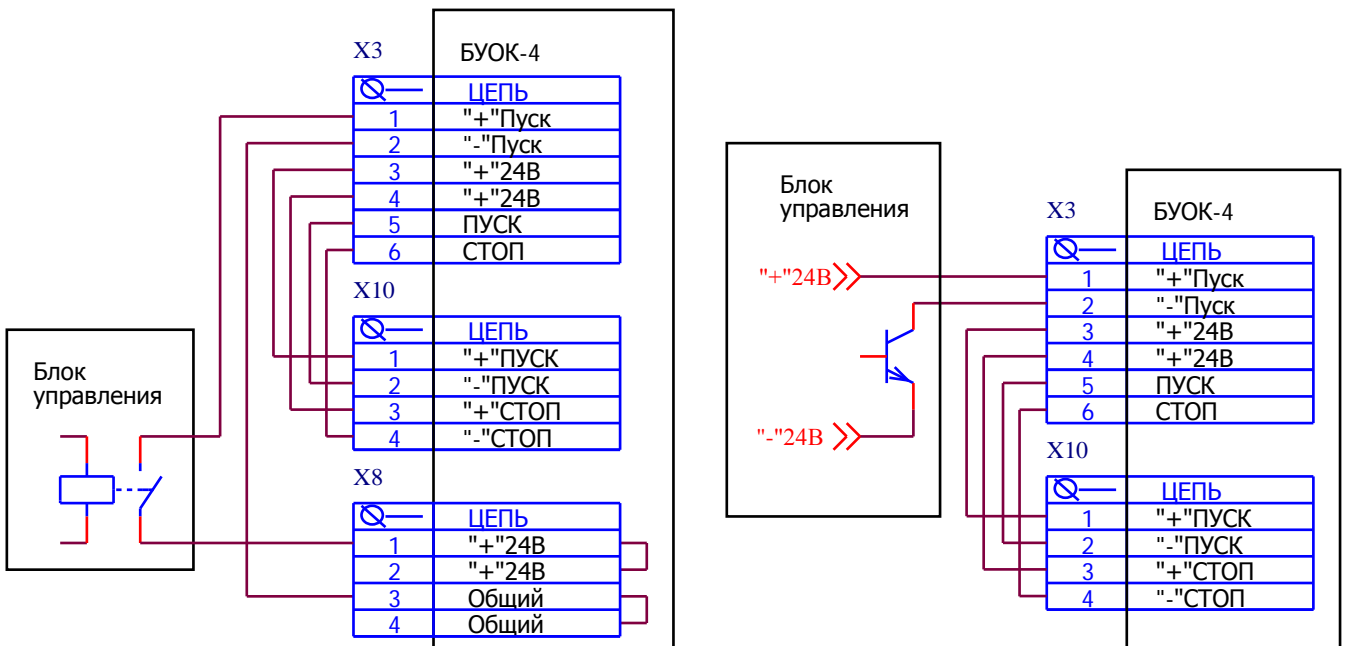 X3
БУОК-4
ЦЕПЬ
1 "+"Пуск
2 "-"Пуск
3 "+"24В
4 "+"24В
5 ПУСК
6 СТОП
X10
ЦЕПЬ
1 "+"ПУСК
2 "-"ПУСК
3 "+"СТОП
4 "-"СТОП
Блок
управления
X8
ЦЕПЬ
1 "+"24В
2 "+"24В
3 Общий
4 Общий
Блок
управления
"+"24В
"-"24В
X3
БУОК-4
ЦЕПЬ
1 "+"Пуск
2 "-"Пуск
3 "+"24В
4 "+"24В
5 ПУСК
6 СТОП
X10
ЦЕПЬ
1 "+"ПУСК
2 "-"ПУСК
3 "+"СТОП
4 "-"СТОП